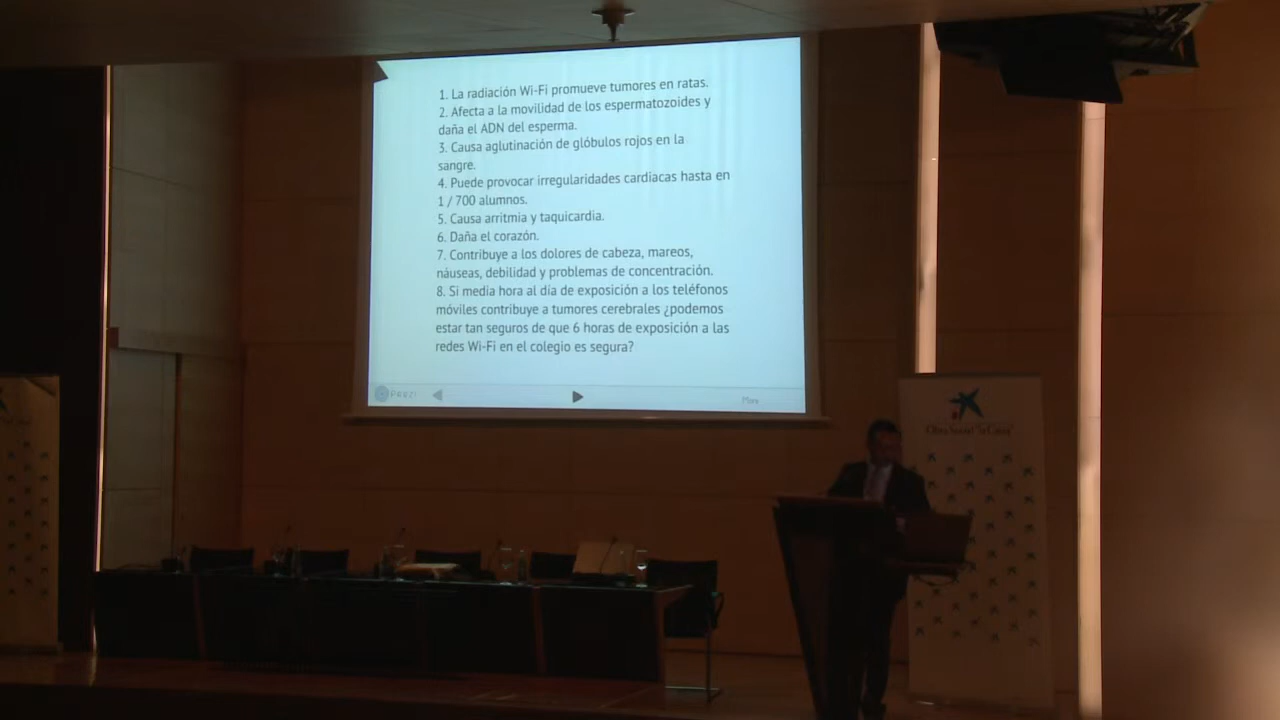 1. La radiación Wi-Fi promueve tumores en ratas.
2. Afecta a la movilidad de los espermatozoides y
daña el ADN del esperma.
3. Causa aglutinación de glóbulos rojos en la
sangre.
4. Puede provocar irregularidades cardiacas hasta en
1 / 700 alumnos.
5. Causa arritmia y taquicardia.
6. Daña el corazón.
7. Contribuye a los dolores de cabeza, mareos,
náuseas, debilidad y problemas de concentración.
8. Si media hora al día de exposición a los teléfonos
móviles contribuye a tumores cerebrales ¿podemos
estar tan seguros de que 6 horas de exposición a las
redes Wi-Fi en el colegio es segura?
Prezi
More
Obra Social "la Caixa"